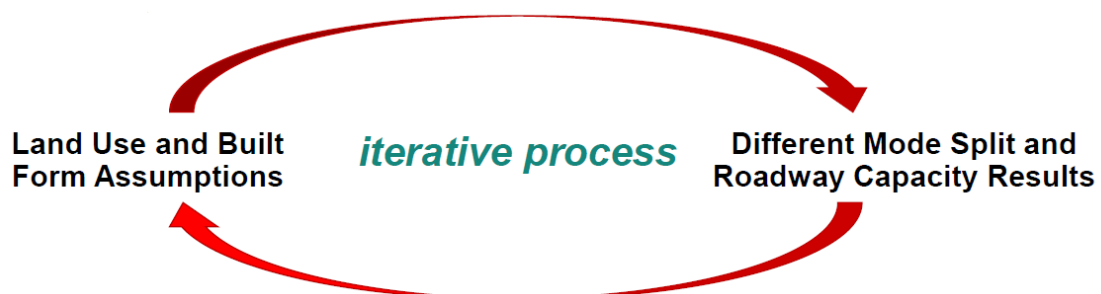 Land Use and Built
Form Assumptions
iterative process
Different Mode Split and
Roadway Capacity Results